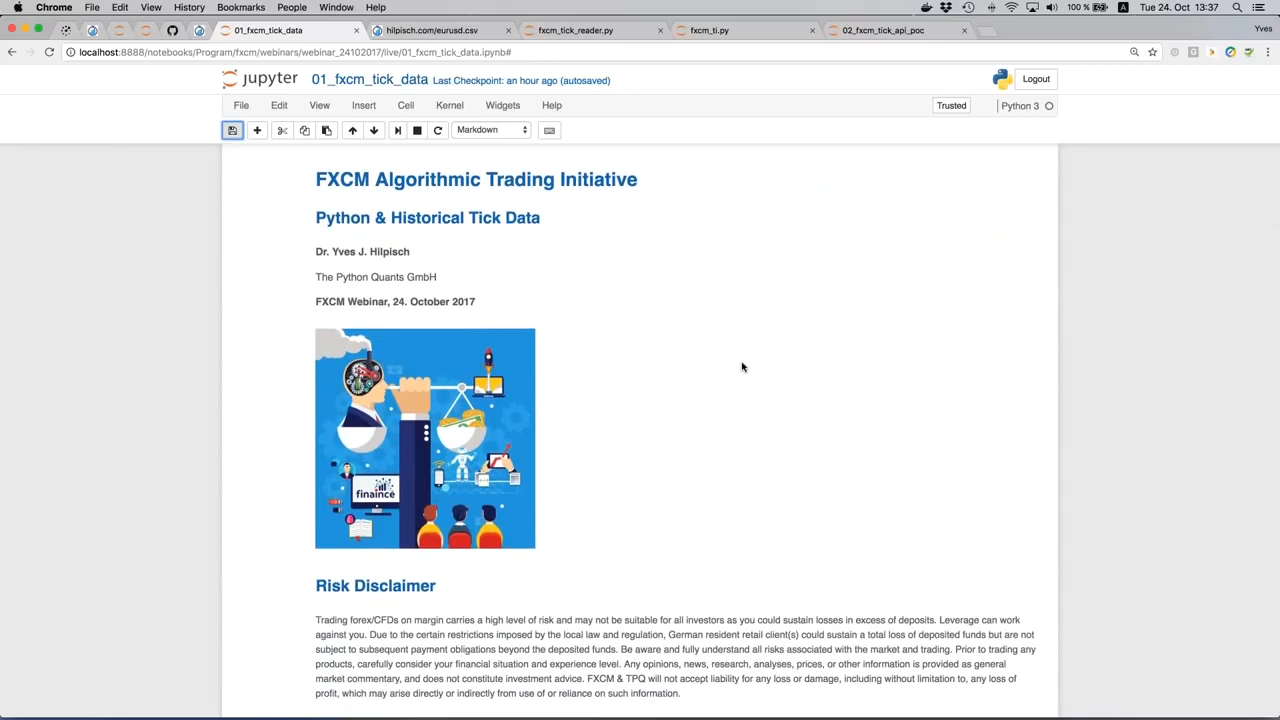 Chrome File Edit View History Bookmarks People Window Help 100 % A Tue 24. Oct 13:37
01_fxcm_tick_data hilpisch.com/eurusd.csv fxcm_tick_reader.py fxcm_ti.py 02_fxcm_tick_api_poc Yves
localhost:8888/notebooks/Program/fxcm/webinars/webinar_24102017/live/01_fxcm_tick_data.ipynb#
jupyter 01_fxcm_tick_data Last Checkpoint: an hour ago (autosaved) Logout
File Edit View Insert Cell Kernel Widgets Help Trusted Python 3
Markdown
FXCM Algorithmic Trading Initiative
Python & Historical Tick Data
Dr. Yves J. Hilpisch
The Python Quants GmbH
FXCM Webinar, 24. October 2017
finaince
Risk Disclaimer
Trading forex/CFDs on margin carries a high level of risk and may not be suitable for all investors as you could sustain losses in excess of deposits. Leverage can work
against you. Due to the certain restrictions imposed by the local law and regulation, German resident retail client(s) could sustain a total loss of deposited funds but are not
subject to subsequent payment obligations beyond the deposited funds. Be aware and fully understand all risks associated with the market and trading. Prior to trading any
products, carefully consider your financial situation and experience level. Any opinions, news, research, analyses, prices, or other information is provided as general
market commentary, and does not constitute investment advice. FXCM & TPQ will not accept liability for any loss or damage, including without limitation to, any loss of
profit, which may arise directly or indirectly from use of or reliance on such information.